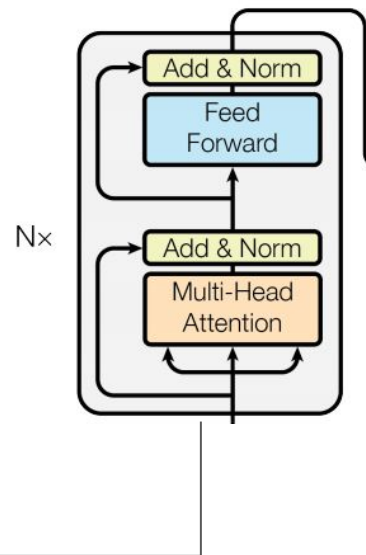 Add & Norm
Feed
Forward
N×
Add & Norm
Multi-Head
Attention